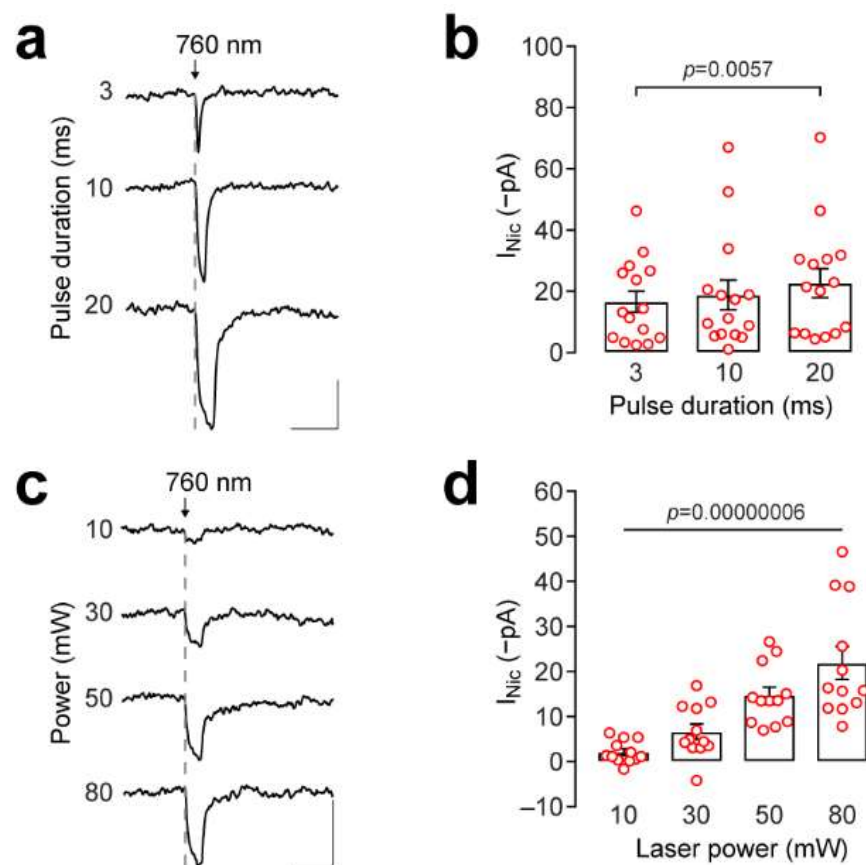 a
760 nm
Pulse duration (ms)
3
10
20
b
I_Nic (−pA)
100
80
60
40
20
0
p=0.0057
3 10 20
Pulse duration (ms)
c
760 nm
Power (mW)
10
30
50
80
d
I_Nic (−pA)
60
50
40
30
20
10
0
−10
p=0.00000006
10 30 50 80
Laser power (mW)